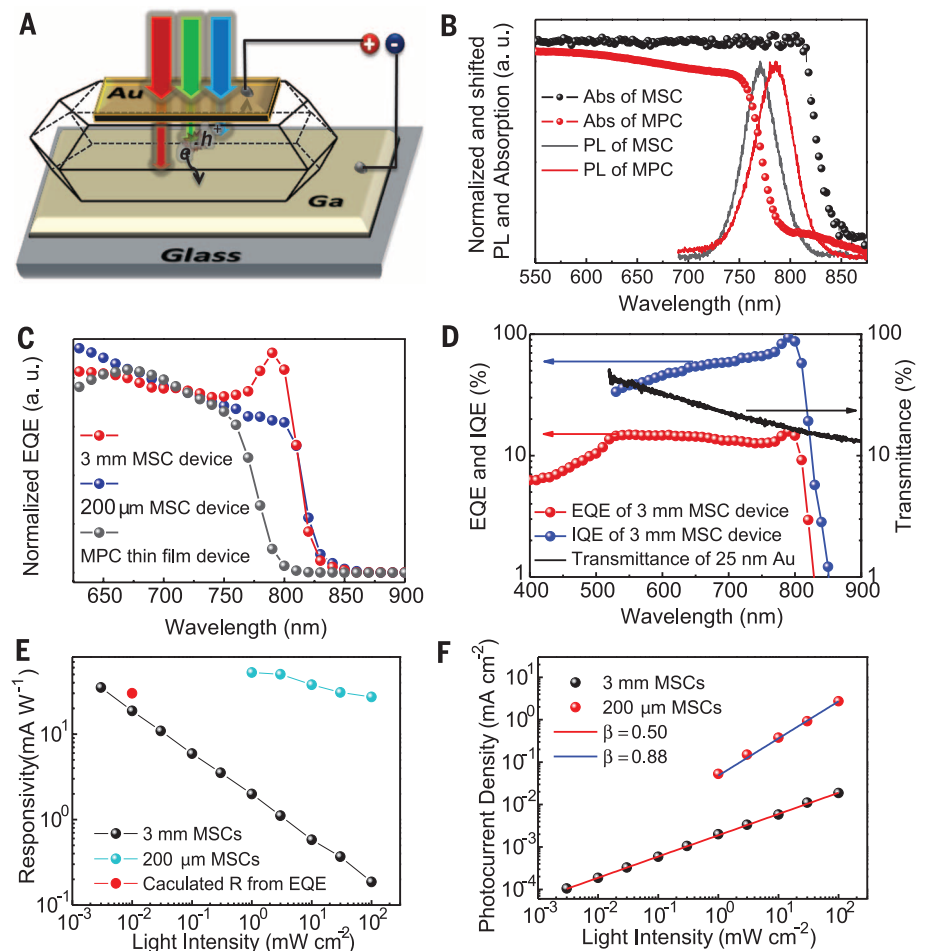 A
Au
+
-
h+
e
Ga
Glass
B
Normalized and shifted
PL and Absorption (a. u.)
Abs of MSC
Abs of MPC
PL of MSC
PL of MPC
550 600 650 700 750 800 850
Wavelength (nm)
C
Normalized EQE (a. u.)
3 mm MSC device
200 μm MSC device
MPC thin film device
650 700 750 800 850 900
Wavelength (nm)
D
EQE and IQE (%)
100
10
1
Transmittance (%)
100
10
1
EQE of 3 mm MSC device
IQE of 3 mm MSC device
Transmittance of 25 nm Au
400 500 600 700 800 900
Wavelength (nm)
E
Responsivity(mA W⁻¹)
10¹
10⁰
10⁻¹
3 mm MSCs
200 μm MSCs
Caculated R from EQE
10⁻³ 10⁻² 10⁻¹ 10⁰ 10¹ 10²
Light Intensity (mW cm⁻²)
F
Photocurrent Density (mA cm⁻²)
10¹
10⁰
10⁻¹
10⁻²
10⁻³
10⁻⁴
3 mm MSCs
200 μm MSCs
β = 0.50
β = 0.88
10⁻³ 10⁻² 10⁻¹ 10⁰ 10¹ 10²
Light Intensity (mW cm⁻²)